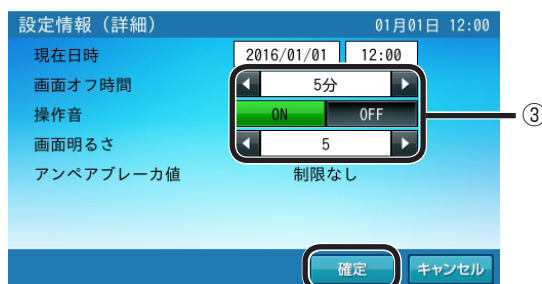 設定情報（詳細） 01月01日 12:00
現在日時 2016/01/01 12:00
画面オフ時間 5分
操作音 ON OFF
③
画面明るさ 5
アンペアブレーカ値 制限なし
確定 キャンセル